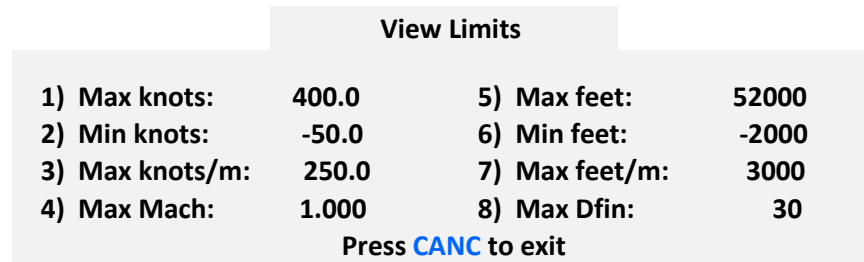 View Limits
1) Max knots: 400.0 5) Max feet: 52000
2) Min knots: -50.0 6) Min feet: -2000
3) Max knots/m: 250.0 7) Max feet/m: 3000
4) Max Mach: 1.000 8) Max Dfin: 30
Press CANC to exit